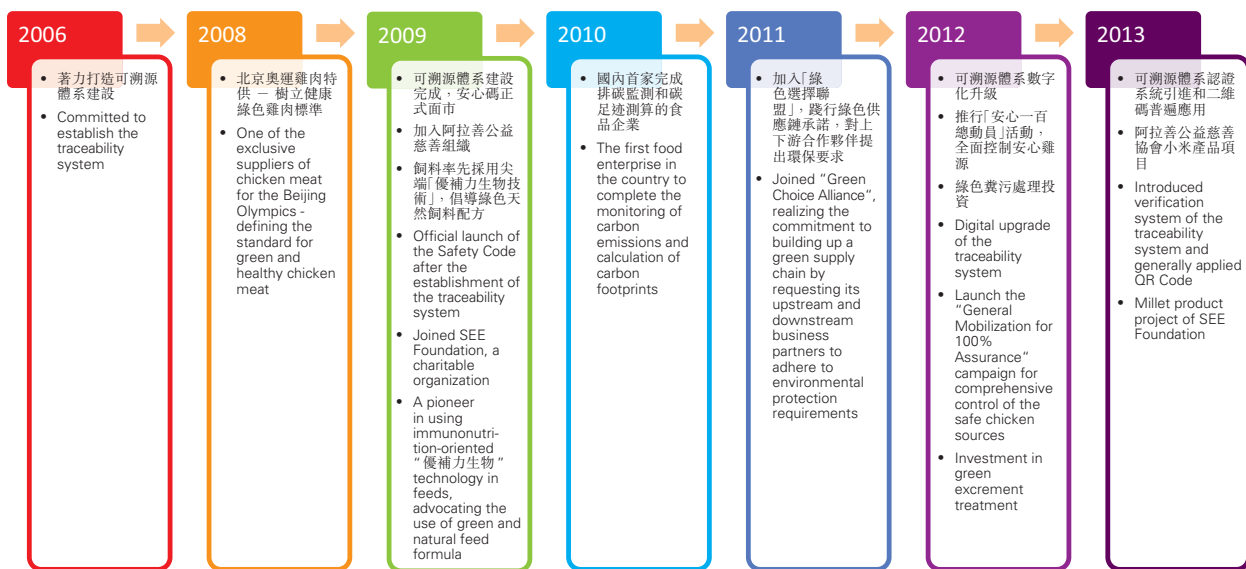 2006
• 著力打造可溯源
體系建設
• Committed to
establish the
traceability
system
2008
• 北京奧運雞肉特
供 － 樹立健康
綠色雞肉標準
• One of the
exclusive
suppliers of
chicken meat
for the Beijing
Olympics -
defining the
standard for
green and
healthy chicken
meat
2009
• 可溯源體系建設
完成，安心碼正
式面市
• 加入阿拉善公益
慈善組織
• 飼料率先採用尖
端「優補力生物技
術」，倡導綠色天
然飼料配方
• Official launch of
the Safety Code
after the
establishment of
the traceability
system
• Joined SEE
Foundation, a
charitable
organization
• A pioneer
in using
immunonutri-
tion-oriented
“優補力生物”
technology in
feeds,
advocating the
use of green and
natural feed
formula
2010
• 國內首家完成
排碳監測和碳
足迹測算的食
品企業
• The first food
enterprise in
the country to
complete the
monitoring of
carbon
emissions and
calculation of
carbon
footprints
2011
• 加入「綠
色選擇聯
盟」，踐行綠色供
應鏈承諾，對上
下游合作夥伴提
出環保要求
• Joined “Green
Choice Alliance”,
realizing the
commitment to
building up a
green supply
chain by
requesting its
upstream and
downstream
business
partners to
adhere to
environmental
protection
requirements
2012
• 可溯源體系數字
化升級
• 推行「安心一百
總動員」活動，
全面控制安心雞
源
• 綠色糞污處理投
資
• Digital upgrade
of the
traceability
system
• Launch the
“General
Mobilization for
100%
Assurance”
campaign for
comprehensive
control of the
safe chicken
sources
• Investment in
green
excrement
treatment
2013
• 可溯源體系認證
系統引進和二維
碼普遍應用
• 阿拉善公益慈善
協會小米產品項
目
• Introduced
verification
system of the
traceability
system and
generally applied
QR Code
• Millet product
project of SEE
Foundation